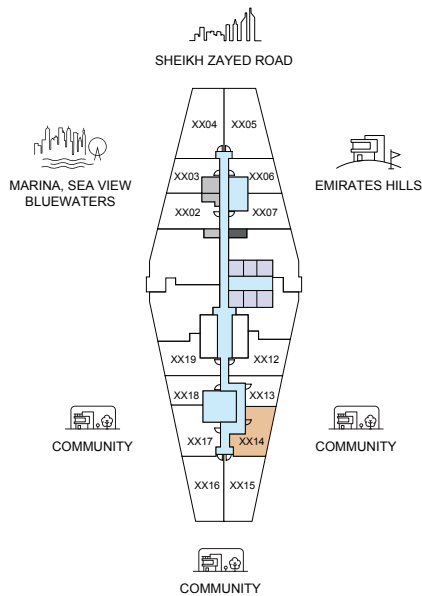 SHEIKH ZAYED ROAD
XX04 XX05
MARINA, SEA VIEW
BLUEWATERS
EMIRATES HILLS
XX03 XX06
XX02 XX07
XX19 XX12
XX18 XX13
COMMUNITY
COMMUNITY
XX17 XX14
XX16 XX15
COMMUNITY